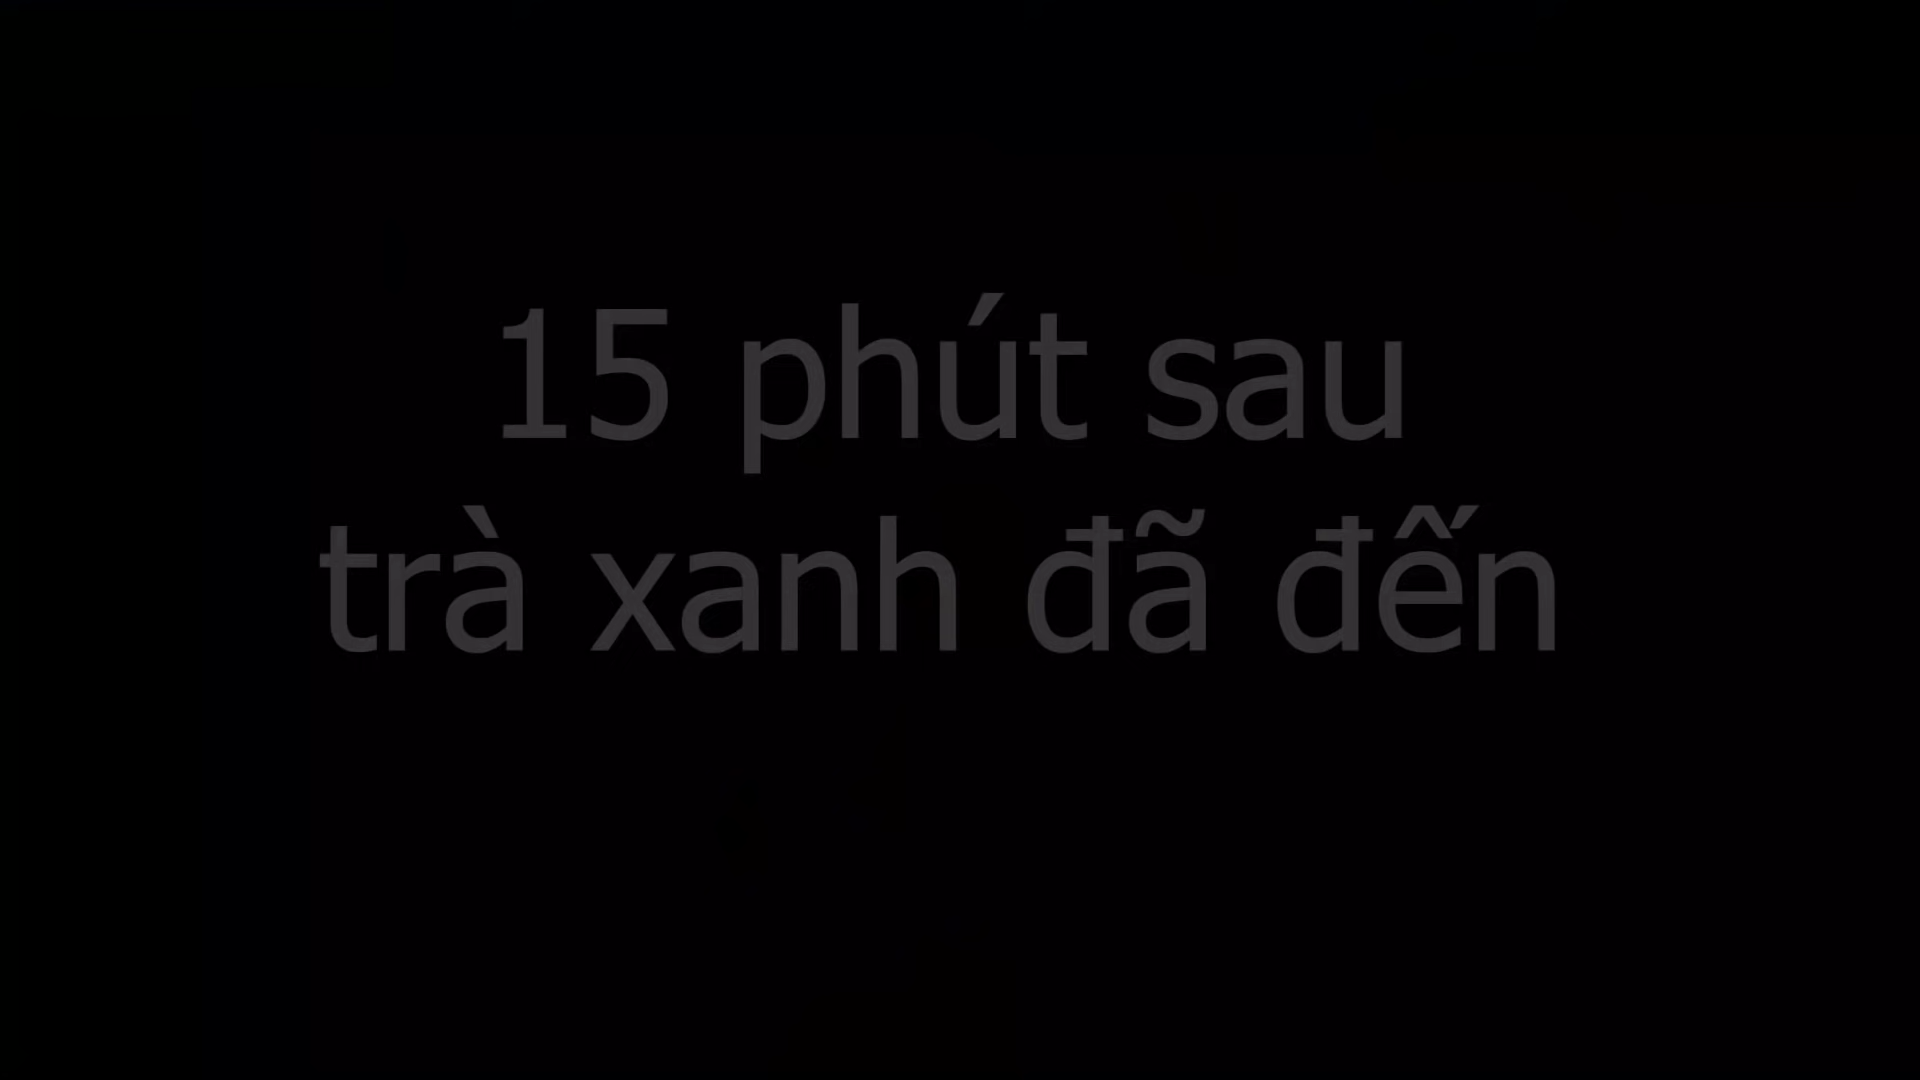 15 phút sau
trà xanh đã đến